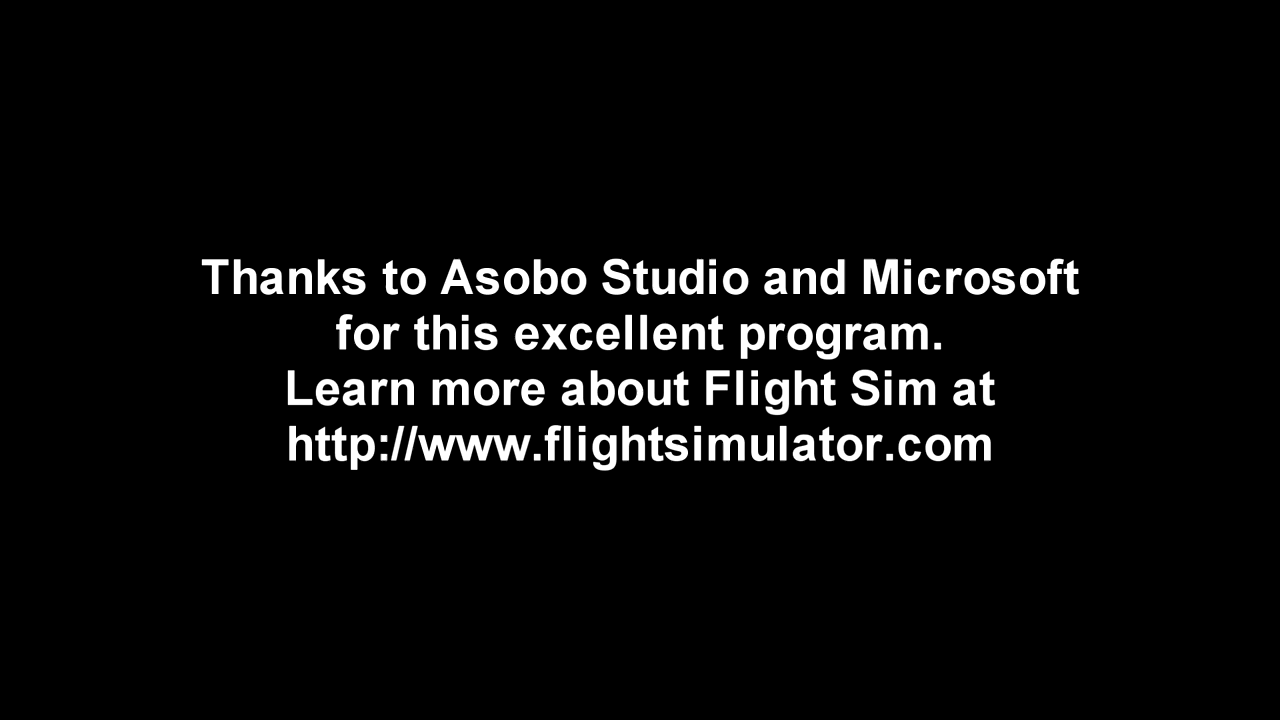 Thanks to Asobo Studio and Microsoft
for this excellent program.
Learn more about Flight Sim at
http://www.flightsimulator.com